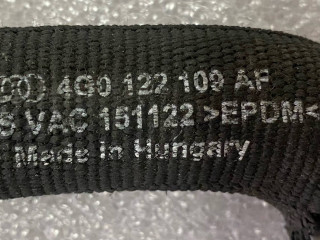 4G0 122 109 AF
VAC 151122 >EPDM<
Made in Hungary